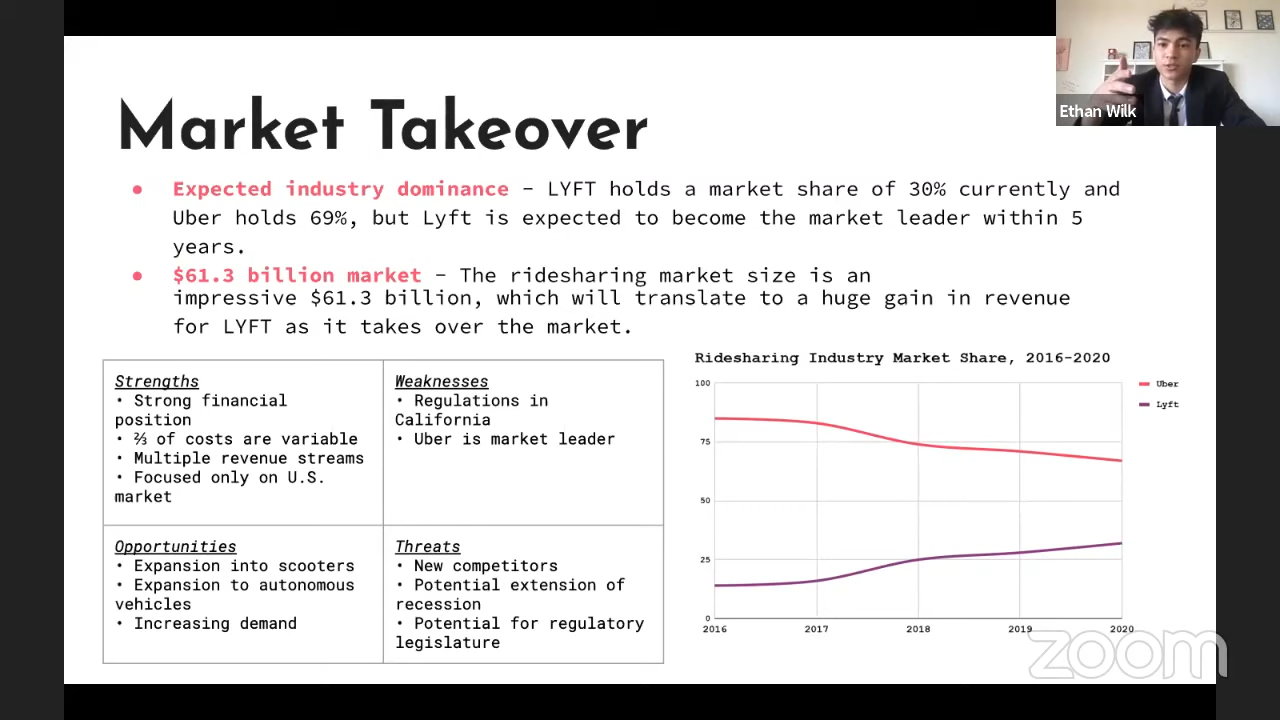 Market Takeover
Ethan Wilk
● Expected industry dominance – LYFT holds a market share of 30% currently and
Uber holds 69%, but Lyft is expected to become the market leader within 5
years.
● $61.3 billion market – The ridesharing market size is an
impressive $61.3 billion, which will translate to a huge gain in revenue
for LYFT as it takes over the market.
Strengths
• Strong financial
position
• ⅔ of costs are variable
• Multiple revenue streams
• Focused only on U.S.
market
Weaknesses
• Regulations in
California
• Uber is market leader
Opportunities
• Expansion into scooters
• Expansion to autonomous
vehicles
• Increasing demand
Threats
• New competitors
• Potential extension of
recession
• Potential for regulatory
legislature
Ridesharing Industry Market Share, 2016-2020
100
75
50
25
0
2016 2017 2018 2019 2020
Uber
Lyft
zoom